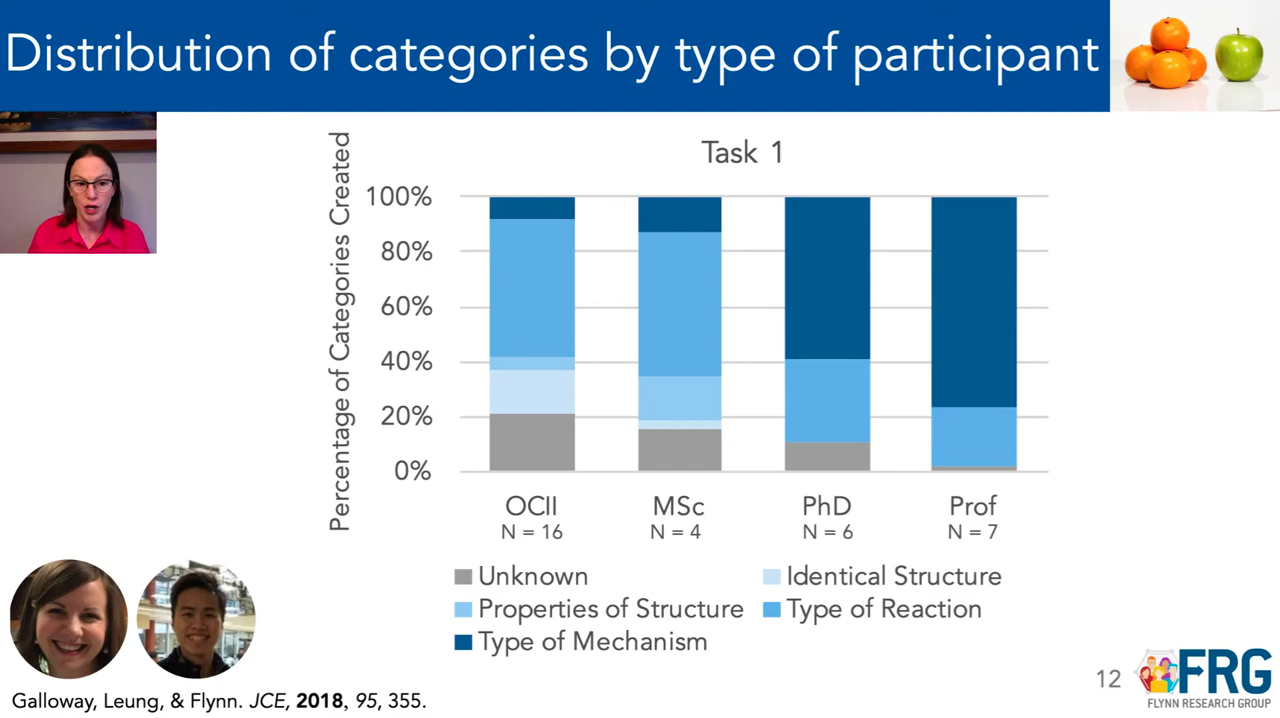 Distribution of categories by type of participant
Task 1
Percentage of Categories Created
100%
80%
60%
40%
20%
0%
OCII MSc PhD Prof
N = 16 N = 4 N = 6 N = 7
Unknown Identical Structure
Properties of Structure Type of Reaction
Type of Mechanism
Galloway, Leung, & Flynn. JCE, 2018, 95, 355.
12
FRG
FLYNN RESEARCH GROUP